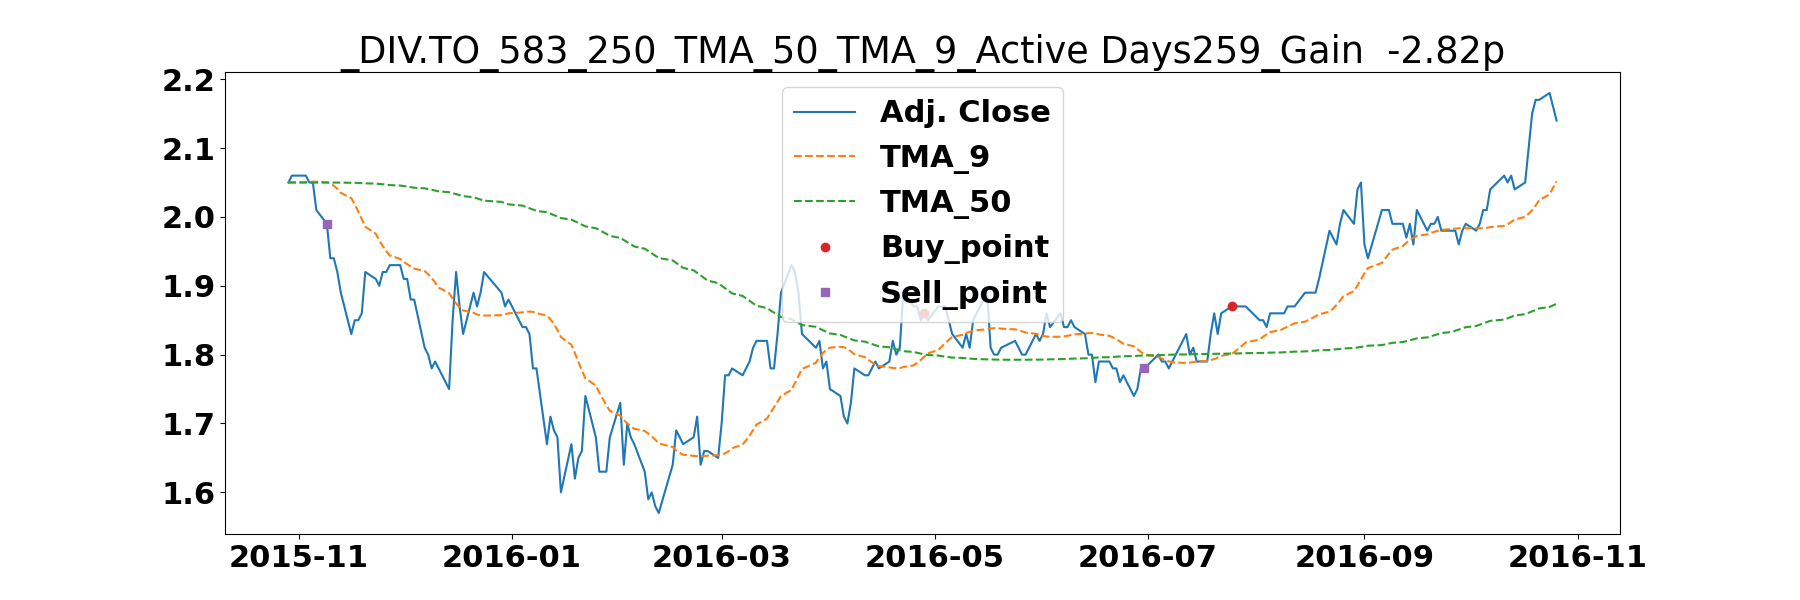 _DIV.TO_583_250_TMA_50_TMA_9_Active Days259_Gain  -2.82p
2.2
2.1
2.0
1.9
1.8
1.7
1.6
Adj. Close
TMA_9
TMA_50
Buy_point
Sell_point
2015-11 2016-01 2016-03 2016-05 2016-07 2016-09 2016-11